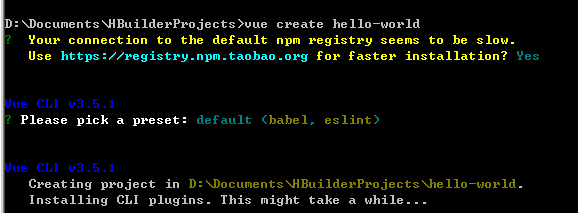 D:\Documents\HBuilderProjects>vue create hello-world
?  Your connection to the default npm registry seems to be slow.
Use https://registry.npm.taobao.org for faster installation? Yes
Vue CLI v3.5.1
? Please pick a preset: default (babel, eslint)
Vue CLI v3.5.1
Creating project in D:\Documents\HBuilderProjects\hello-world.
Installing CLI plugins. This might take a while...